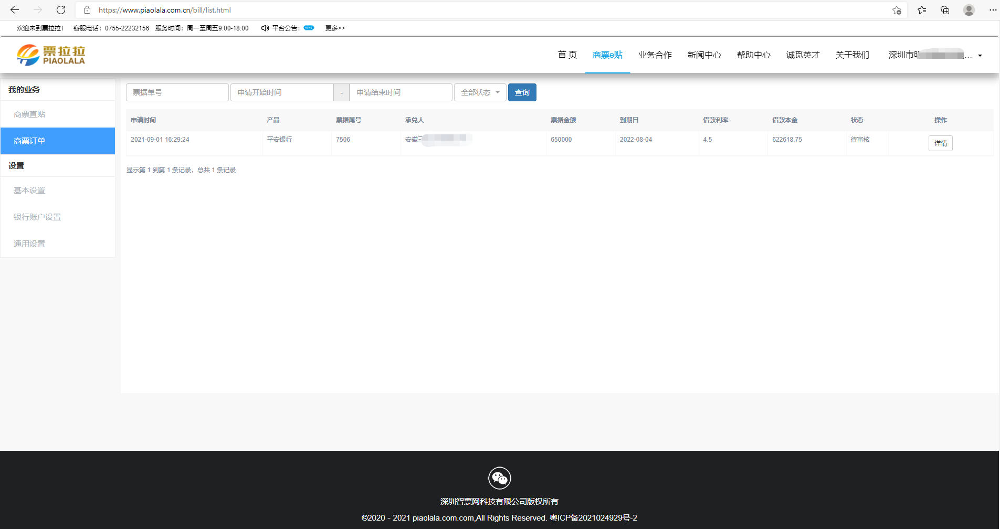 https://www.piaolala.com.cn/bill/list.html
欢迎来到票拉拉! 客服电话: 0755-22232156 服务时间: 周一至周五9:00-18:00 平台公告: NEWS 更多>>
票拉拉
PIAOLALA
首 页 商票e贴 业务合作 新闻中心 帮助中心 诚觅英才 关于我们 深圳市 ...
我的业务
商票直贴
商票订单
设置
基本设置
银行账户设置
通用设置
票据单号 申请开始时间 - 申请结束时间 全部状态 查询
申请时间 产品 票据尾号 承兑人 票据金额 到期日 借款利率 借款本金 状态 操作
2021-09-01 16:29:24 平安银行 7506 安徽三 650000 2022-08-04 4.5 622618.75 待审核 详情
显示第 1 到第 1 条记录, 总共 1 条记录
深圳智票网科技有限公司版权所有
©2020 - 2021 piaolala.com.com,All Rights Reserved. 粤ICP备2021024929号-2